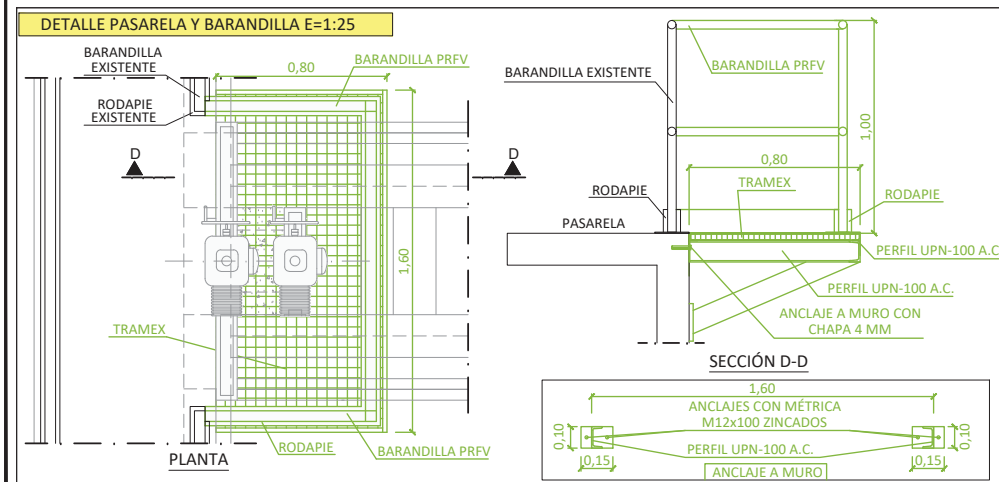 DETALLE PASARELA Y BARANDILLA E=1:25
BARANDILLA
EXISTENTE
RODAPIE
EXISTENTE
0,80
BARANDILLA PRFV
D
D
1,60
TRAMEX
RODAPIE
BARANDILLA PRFV
PLANTA
BARANDILLA EXISTENTE
BARANDILLA PRFV
1,00
0,80
TRAMEX
RODAPIE
RODAPIE
PASARELA
PERFIL UPN-100 A.C.
PERFIL UPN-100 A.C.
ANCLAJE A MURO CON
CHAPA 4 MM
SECCIÓN D-D
1,60
ANCLAJES CON MÉTRICA
M12x100 ZINCADOS
0,10
0,10
PERFIL UPN-100 A.C.
0,15
0,15
ANCLAJE A MURO